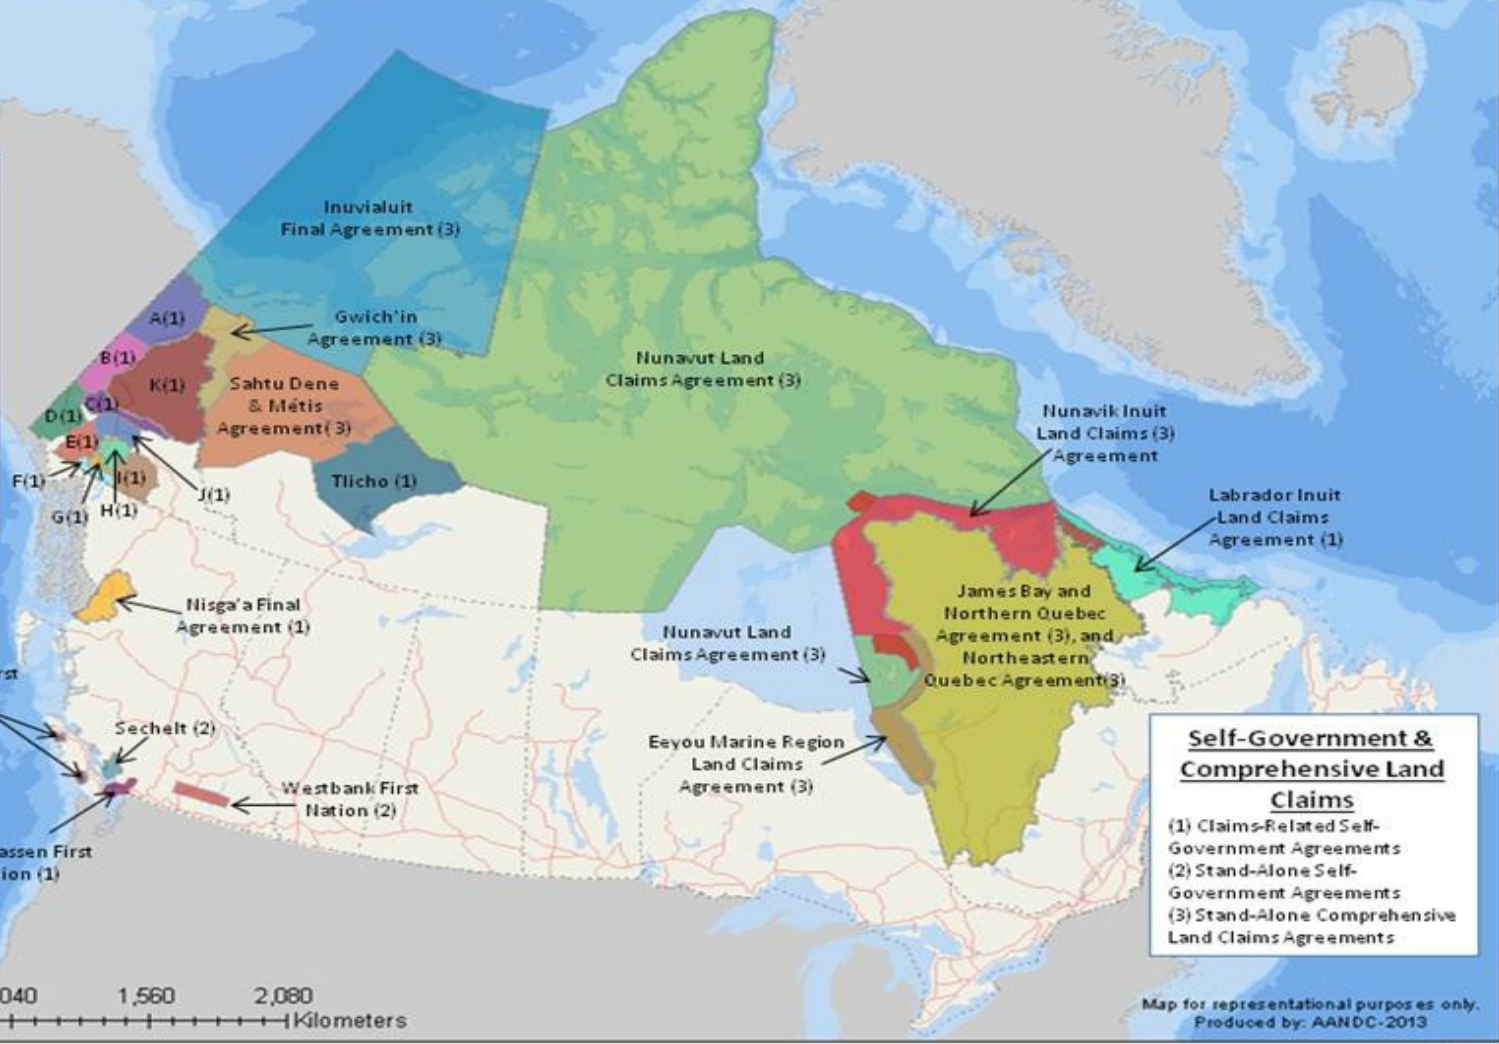 Inuvialuit
Final Agreement (3)
Gwich'in
Agreement (3)
A(1)
B(1)
K(1)
C(1)
D(1)
E(1)
F(1)
G(1)
H(1)
I(1)
J(1)
Sahtu Dene
& Métis
Agreement( 3)
Tlicho (1)
Nunavut Land
Claims Agreement (3)
Nunavik Inuit
Land Claims (3)
Agreement
Labrador Inuit
Land Claims
Agreement (1)
Nisga'a Final
Agreement (1)
James Bay and
Northern Quebec
Agreement (3), and
Northeastern
Quebec Agreement(3)
Nunavut Land
Claims Agreement (3)
Eeyou Marine Region
Land Claims
Agreement (3)
rst
Sechelt (2)
Westbank First
Nation (2)
assen First
ion (1)
Self-Government &
Comprehensive Land
Claims
(1) Claims-Related Self-
Government Agreements
(2) Stand-Alone Self-
Government Agreements
(3) Stand-Alone Comprehensive
Land Claims Agreements
040 1,560 2,080
Kilometers
Map for representational purposes only.
Produced by: AANDC-2013